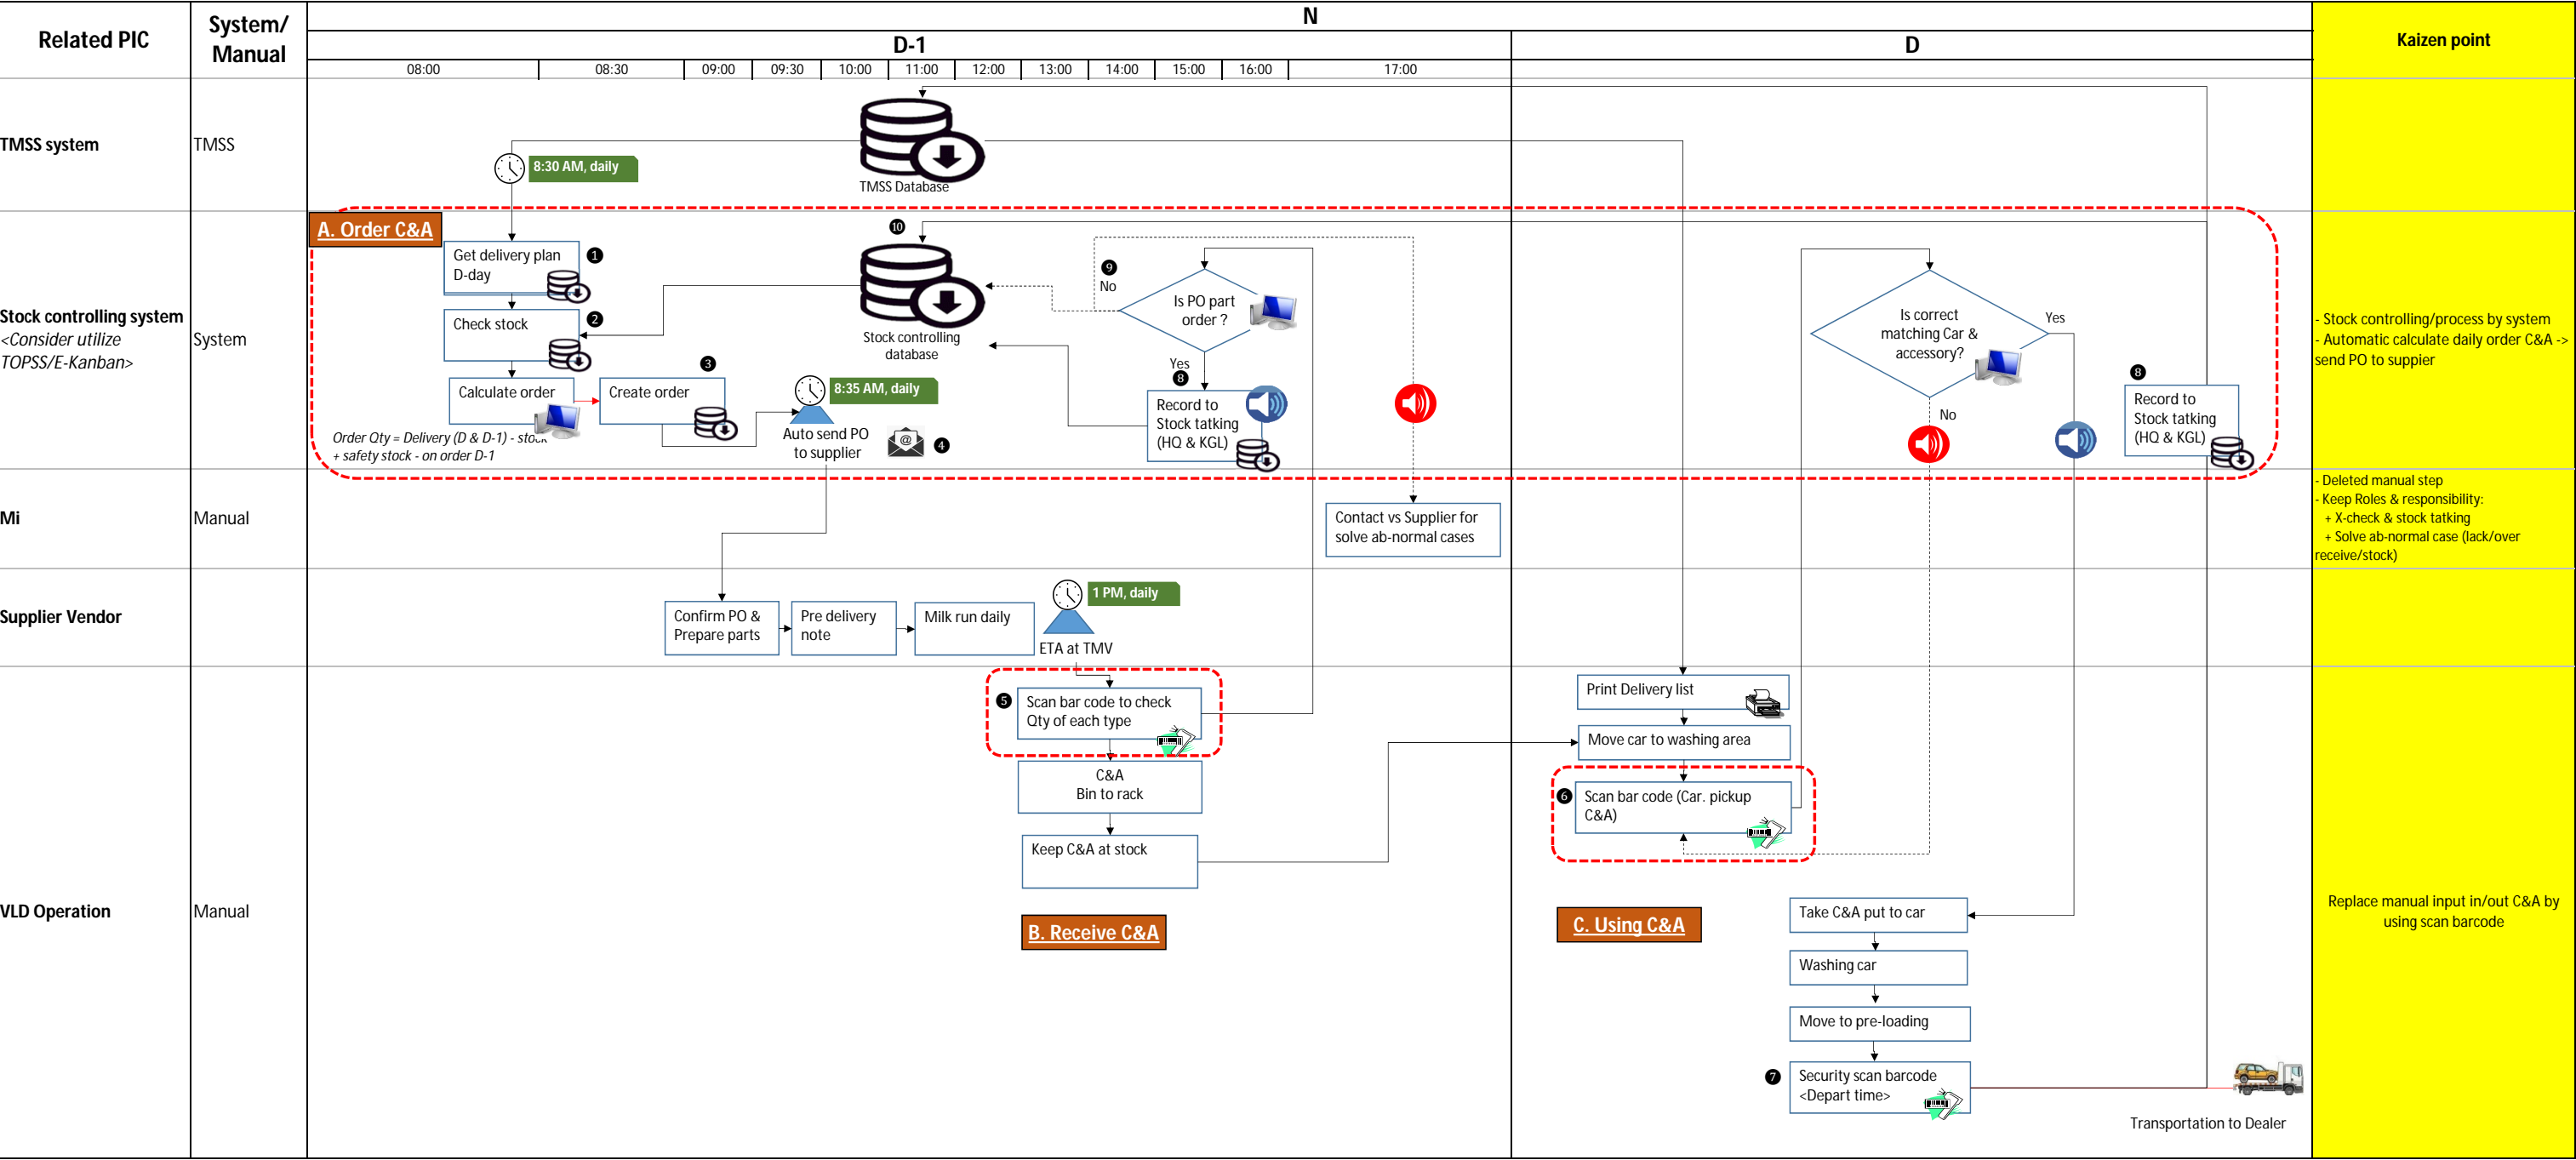 Related PIC
System/
Manual
N
D-1
D
Kaizen point
08:00
08:30
09:00
09:30
10:00
11:00
12:00
13:00
14:00
15:00
16:00
17:00
TMSS system
TMSS
8:30 AM, daily
TMSS Database
A. Order C&A
Stock controlling system
<Consider utilize
TOPSS/E-Kanban>
System
Get delivery plan
D-day
❶
Check stock
❷
Calculate order
Create order
❸
Order Qty = Delivery (D & D-1) - stock
+ safety stock - on order D-1
8:35 AM, daily
Auto send PO
to supplier
@
❹
❿
Stock controlling
database
❾
No
Is PO part
order ?
Yes
❽
Record to
Stock tatking
(HQ & KGL)
Is correct
matching Car &
accessory?
Yes
No
❽
Record to
Stock tatking
(HQ & KGL)
- Stock controlling/process by system
- Automatic calculate daily order C&A ->
send PO to suppier
Mi
Manual
Contact vs Supplier for
solve ab-normal cases
- Deleted manual step
- Keep Roles & responsibility:
+ X-check & stock tatking
+ Solve ab-normal case (lack/over
receive/stock)
Supplier Vendor
Confirm PO &
Prepare parts
Pre delivery
note
Milk run daily
1 PM, daily
ETA at TMV
VLD Operation
Manual
❺
Scan bar code to check
Qty of each type
C&A
Bin to rack
Keep C&A at stock
B. Receive C&A
Print Delivery list
Move car to washing area
❻
Scan bar code (Car. pickup
C&A)
C. Using C&A
Take C&A put to car
Washing car
Move to pre-loading
❼
Security scan barcode
<Depart time>
Transportation to Dealer
Replace manual input in/out C&A by
using scan barcode